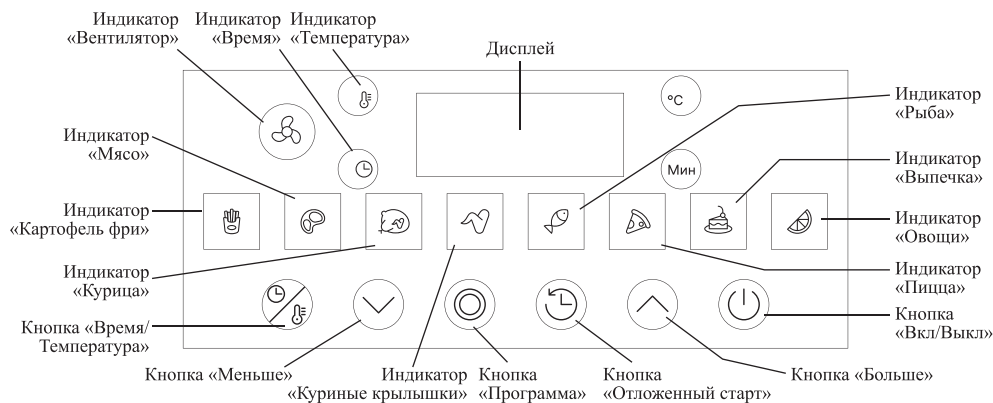 Индикатор
«Вентилятор»
Индикатор
«Время»
Индикатор
«Температура»
Дисплей
°C
Мин
Индикатор
«Рыба»
Индикатор
«Мясо»
Индикатор
«Выпечка»
Индикатор
«Картофель фри»
Индикатор
«Овощи»
Индикатор
«Курица»
Индикатор
«Пицца»
Кнопка «Время/
Температура»
Кнопка
«Вкл/Выкл»
Кнопка «Меньше»
Индикатор
«Куриные крылышки»
Кнопка
«Программа»
Кнопка
«Отложенный старт»
Кнопка «Больше»